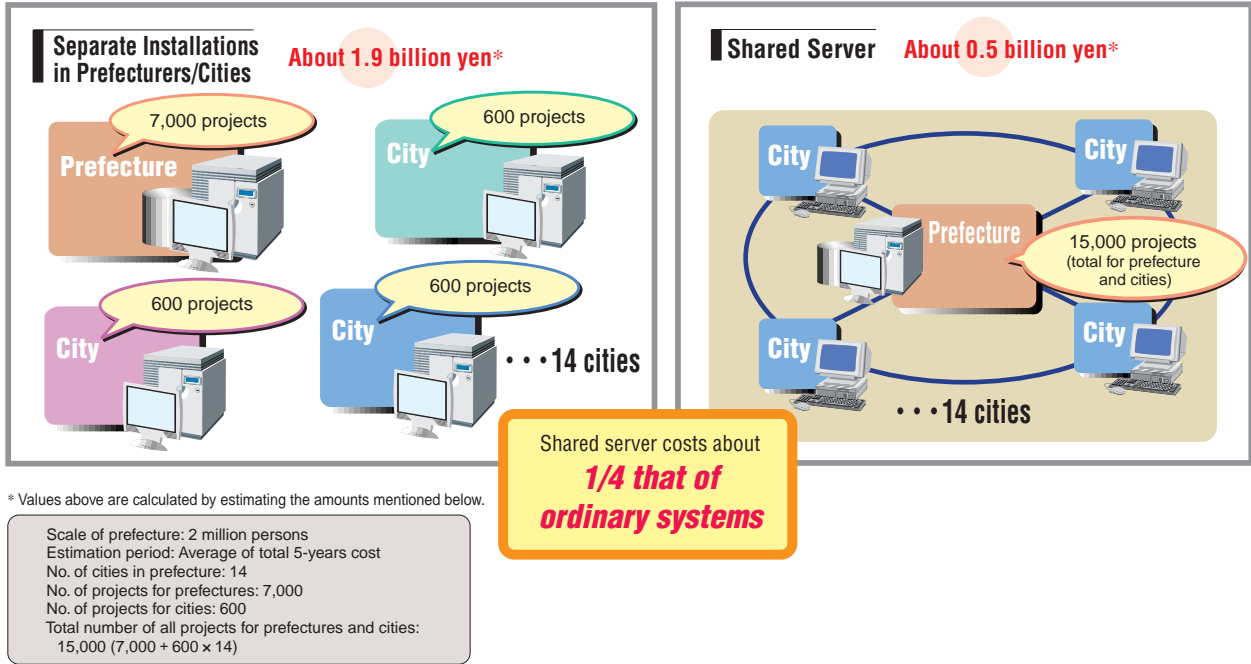 Separate Installations
in Prefecturers/Cities
About 1.9 billion yen*
7,000 projects
Prefecture
600 projects
City
600 projects
City
600 projects
City
・・・14 cities
Shared Server
About 0.5 billion yen*
City
City
Prefecture
15,000 projects
(total for prefecture
and cities)
City
City
・・・14 cities
Shared server costs about
1/4 that of
ordinary systems
* Values above are calculated by estimating the amounts mentioned below.
Scale of prefecture: 2 million persons
Estimation period: Average of total 5-years cost
No. of cities in prefecture: 14
No. of projects for prefectures: 7,000
No. of projects for cities: 600
Total number of all projects for prefectures and cities:
15,000 (7,000 + 600 × 14)